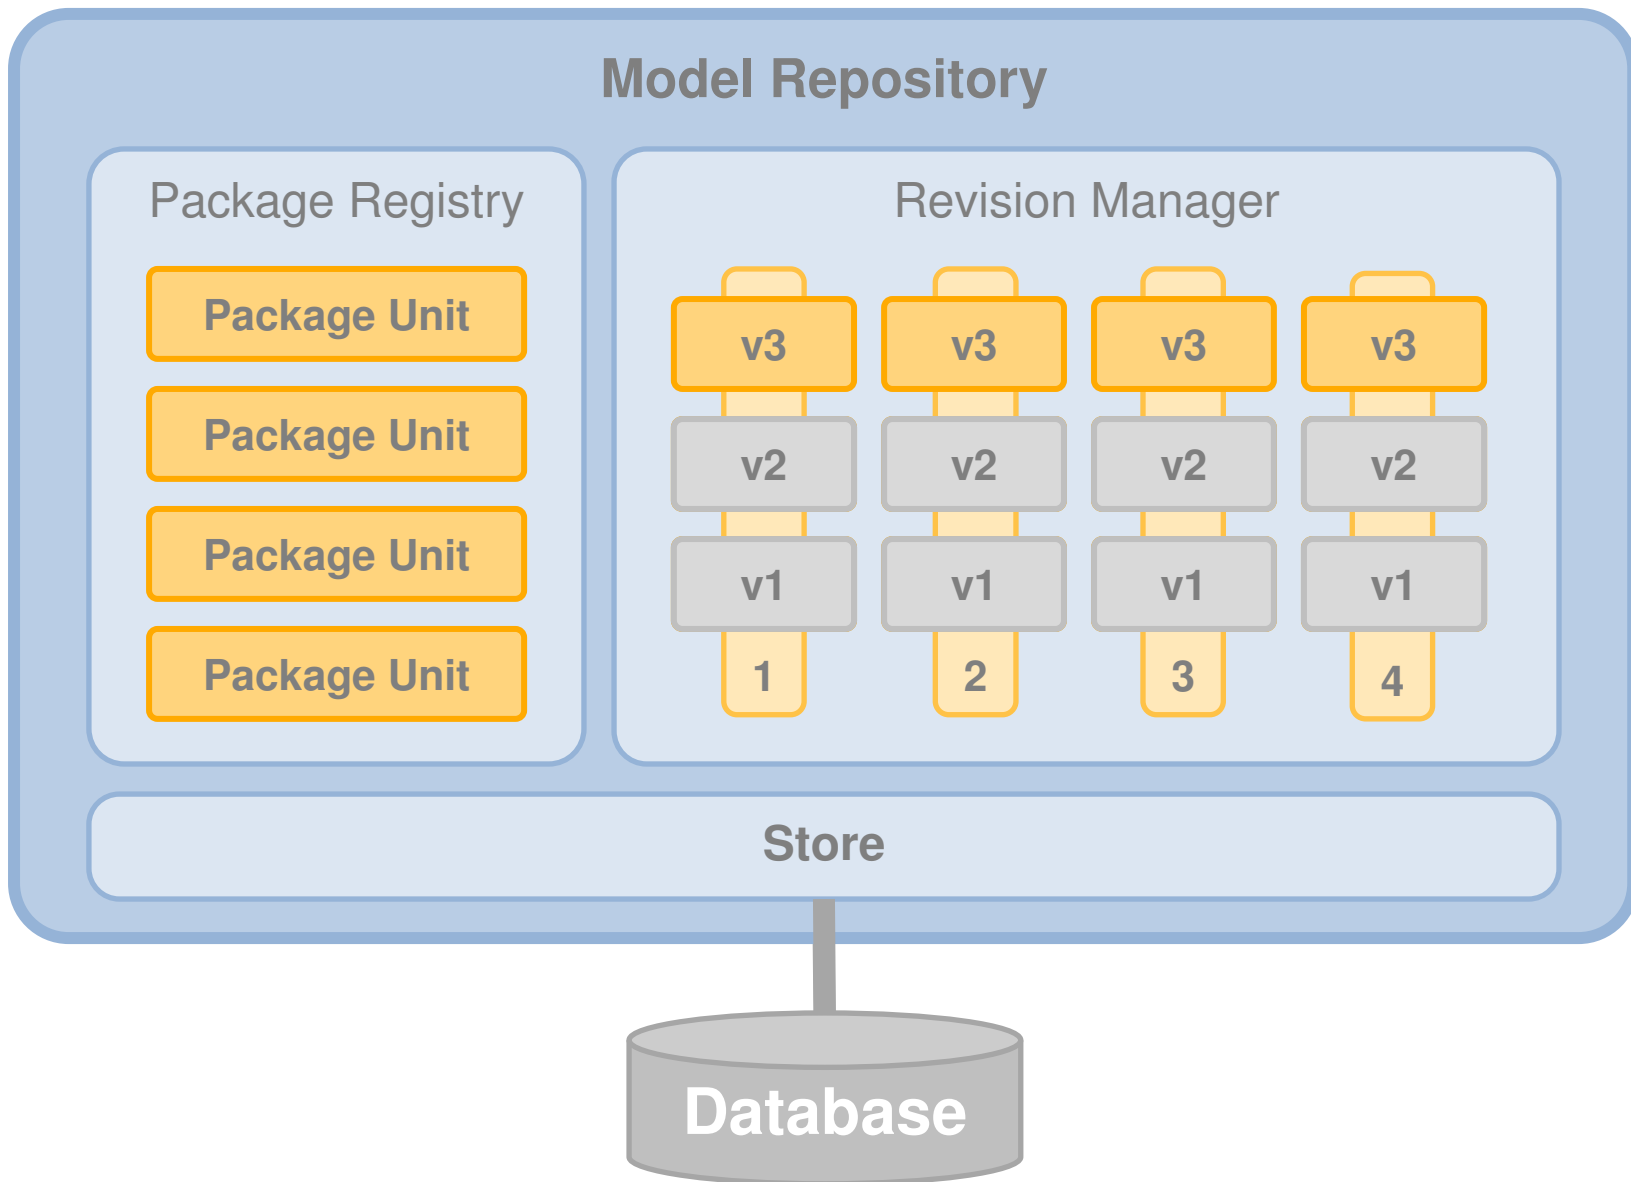 Model Repository
Package Registry
Package Unit
Package Unit
Package Unit
Package Unit
Revision Manager
v3 v3 v3 v3
v2 v2 v2 v2
v1 v1 v1 v1
1 2 3 4
Store
Database